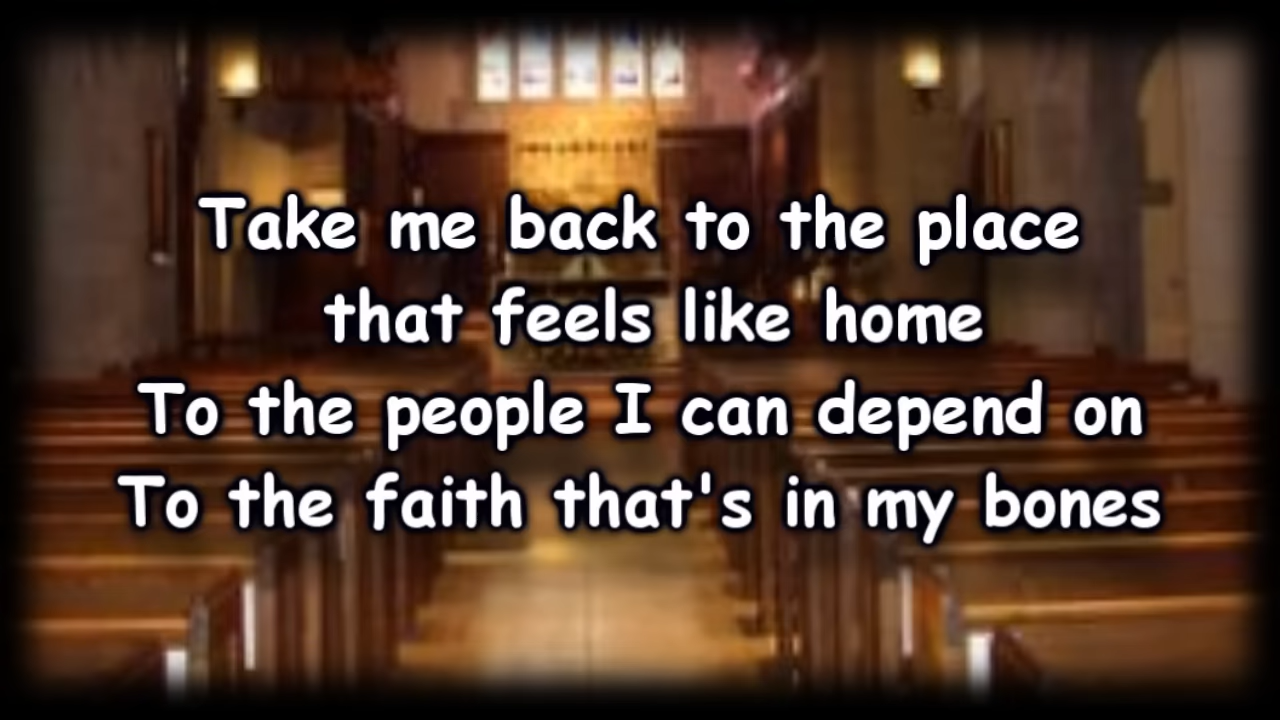 Take me back to the place
that feels like home
To the people I can depend on
To the faith that's in my bones